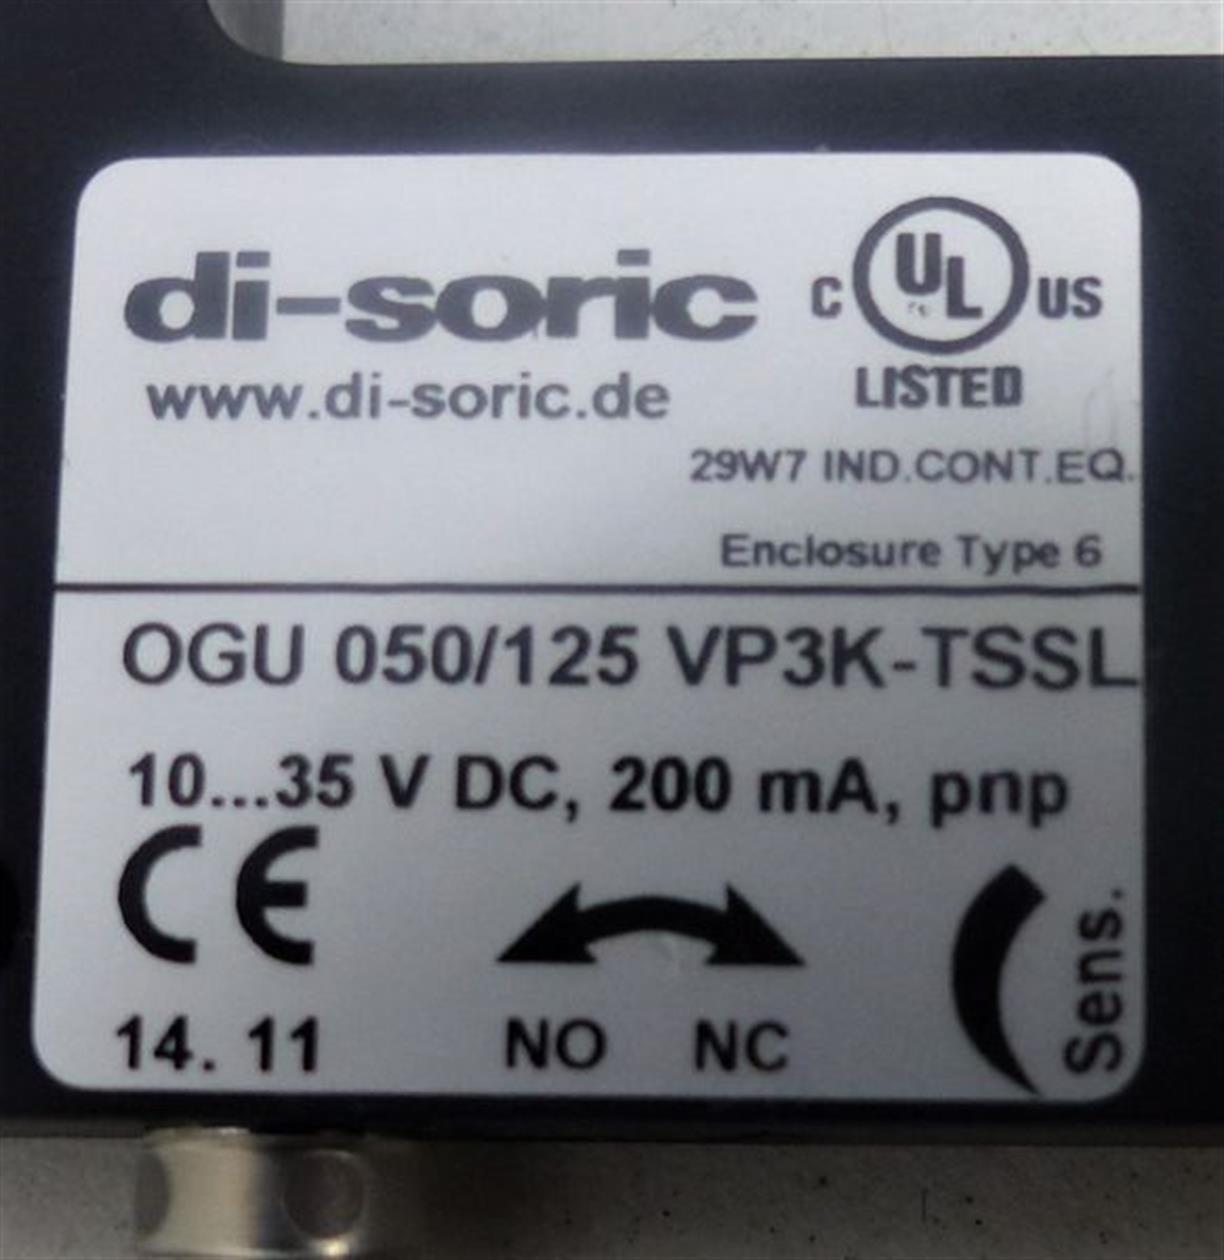 di-soric
www.di-soric.de
C UL US
LISTED
29W7 IND.CONT.EQ.
Enclosure Type 6
OGU 050/125 VP3K-TSSL
10...35 V DC, 200 mA, pnp
CE
14. 11
NO NC
Sens.